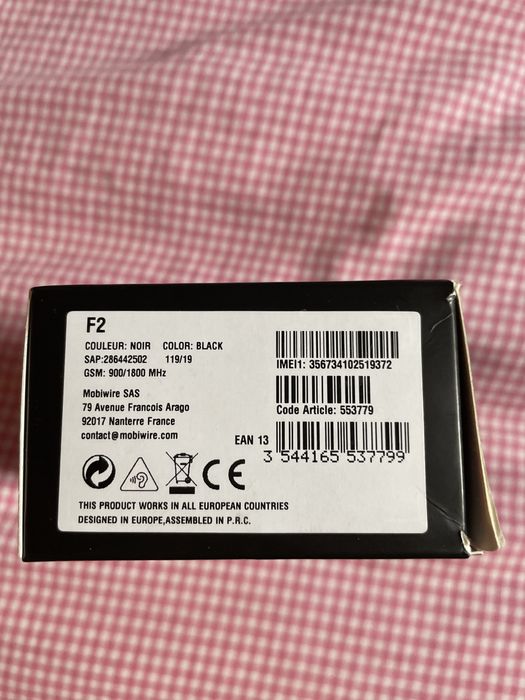 F2
COULEUR: NOIR COLOR: BLACK
SAP:286442502 119/19
GSM: 900/1800 MHz
Mobiwire SAS
79 Avenue Francois Arago
92017 Nanterre France
contact@mobiwire.com
IMEI1: 356734102519372
Code Article: 553779
EAN 13
3 544165 537799
CE
THIS PRODUCT WORKS IN ALL EUROPEAN COUNTRIES
DESIGNED IN EUROPE,ASSEMBLED IN P.R.C.